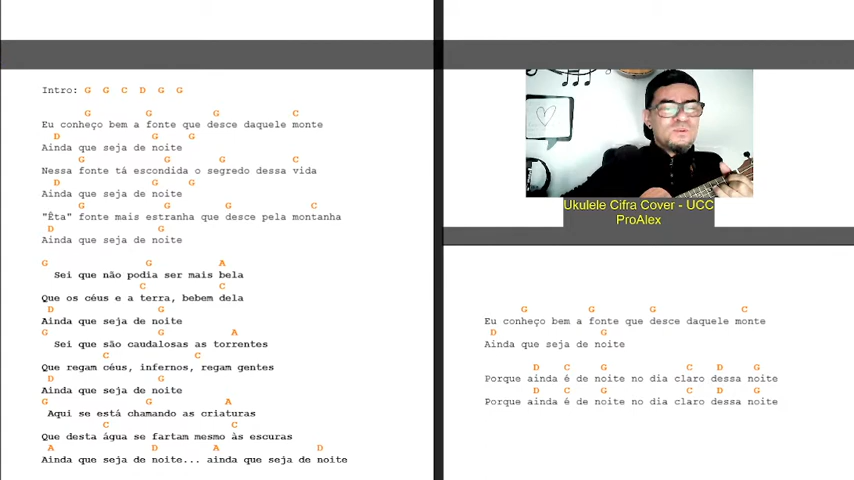 Intro: G G C D G G
G G G C
Eu conheço bem a fonte que desce daquele monte
D G G
Ainda que seja de noite
G G G C
Nessa fonte tá escondida o segredo dessa vida
D G G
Ainda que seja de noite
G G G C
"Êta" fonte mais estranha que desce pela montanha
D G
Ainda que seja de noite
G G A
Sei que não podia ser mais bela
C C
Que os céus e a terra, bebem dela
D G
Ainda que seja de noite
G G A
Sei que são caudalosas as torrentes
C C
Que regam céus, infernos, regam gentes
D G
Ainda que seja de noite
G G A
Aqui se está chamando as criaturas
C C
Que desta água se fartam mesmo às escuras
A D A D
Ainda que seja de noite... ainda que seja de noite
Ukulele Cifra Cover - UCC
ProAlex
G G G C
Eu conheço bem a fonte que desce daquele monte
D G
Ainda que seja de noite
D C G C D G
Porque ainda é de noite no dia claro dessa noite
D C G C D G
Porque ainda é de noite no dia claro dessa noite